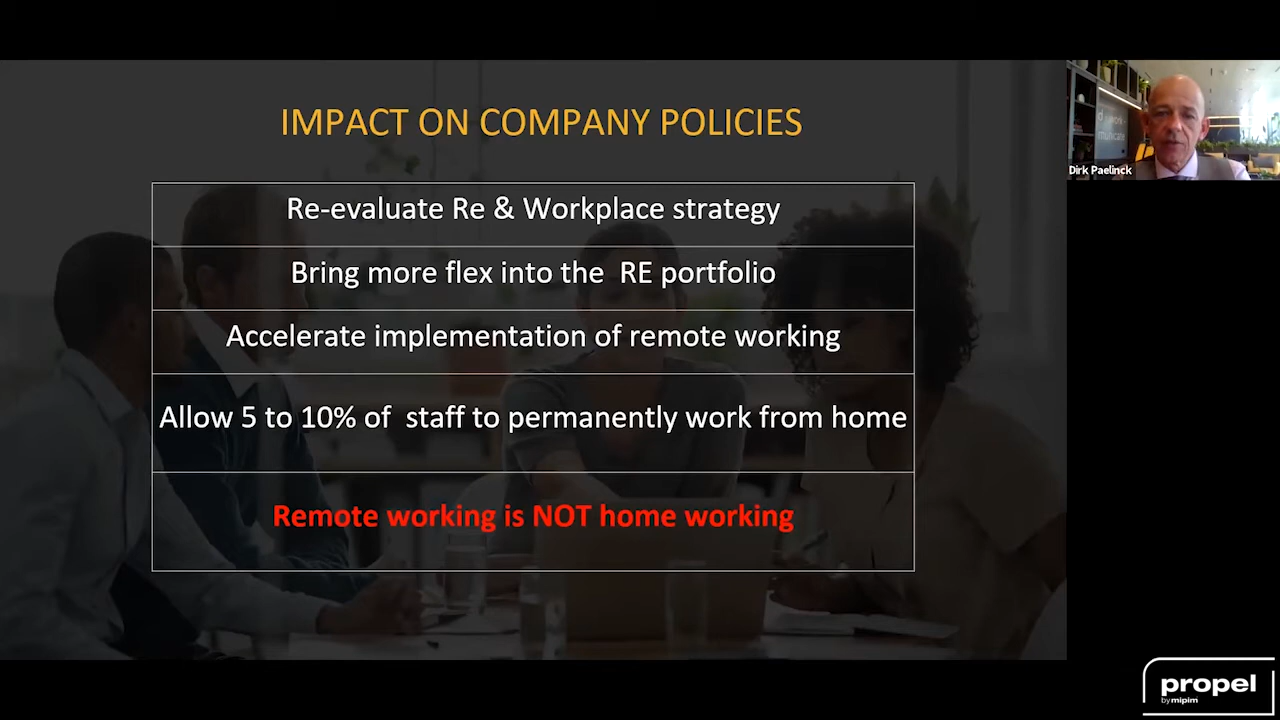 IMPACT ON COMPANY POLICIES
Re-evaluate Re & Workplace strategy
Bring more flex into the  RE portfolio
Accelerate implementation of remote working
Allow 5 to 10% of  staff to permanently work from home
Remote working is NOT home working
Dirk Paelinck
propel
by mipim